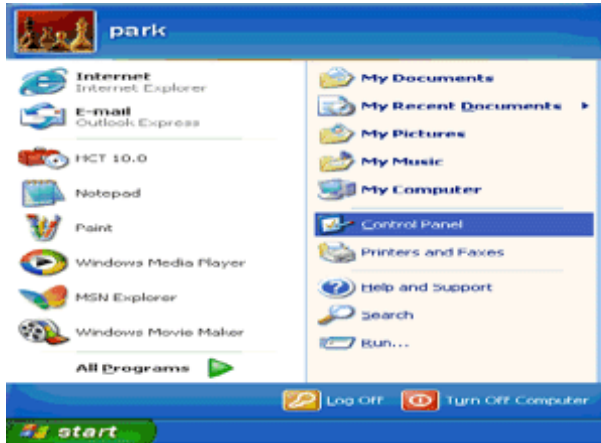 park
Internet
Internet Explorer
E-mail
Outlook Express
HCT 10.0
Notepad
Paint
Windows Media Player
MSN Explorer
Windows Movie Maker
All Programs
My Documents
My Recent Documents
My Pictures
My Music
My Computer
Control Panel
Printers and Faxes
Help and Support
Search
Run...
Log Off
Turn Off Computer
start